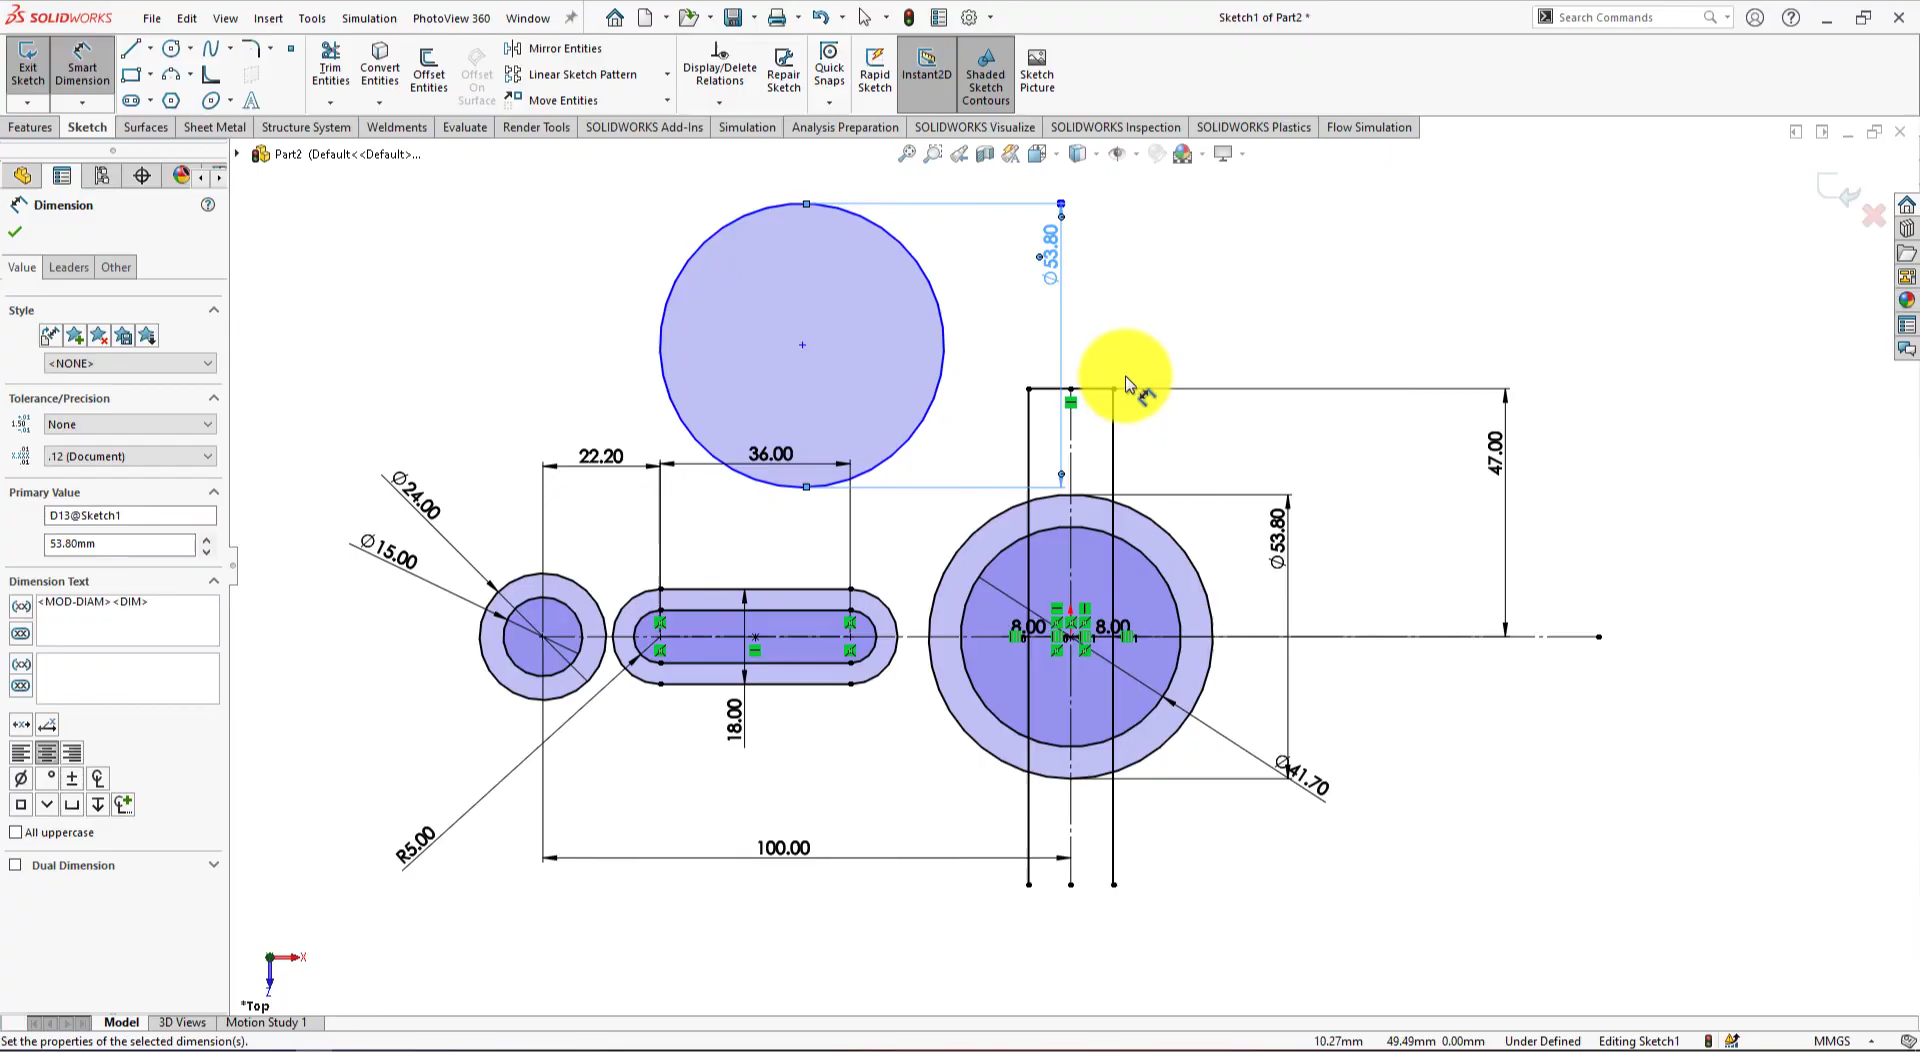 SOLIDWORKS File Edit View Insert Tools Simulation PhotoView 360 Window Sketch1 of Part2 * Search Commands
Exit Sketch
Smart Dimension
Trim Entities
Convert Entities
Offset Entities
Offset On Surface
Mirror Entities
Linear Sketch Pattern
Move Entities
Display/Delete Relations
Repair Sketch
Quick Snaps
Rapid Sketch
Instant2D
Shaded Sketch Contours
Sketch Picture
Features Sketch Surfaces Sheet Metal Structure System Weldments Evaluate Render Tools SOLIDWORKS Add-Ins Simulation Analysis Preparation SOLIDWORKS Visualize SOLIDWORKS Inspection SOLIDWORKS Plastics Flow Simulation
Part2 (Default<<Default>...
Dimension
Value Leaders Other
Style
<NONE>
Tolerance/Precision
None
.12 (Document)
Primary Value
D13@Sketch1
53.80mm
Dimension Text
<MOD-DIAM><DIM>
All uppercase
Dual Dimension
∅53.80
22.20
36.00
47.00
∅24.00
∅15.00
∅53.80
8.00
8.00
18.00
∅41.70
R5.00
100.00
X
Z
*Top
Model 3D Views Motion Study 1
Set the properties of the selected dimension(s). 10.27mm 49.49mm 0.00mm Under Defined Editing Sketch1 MMGS